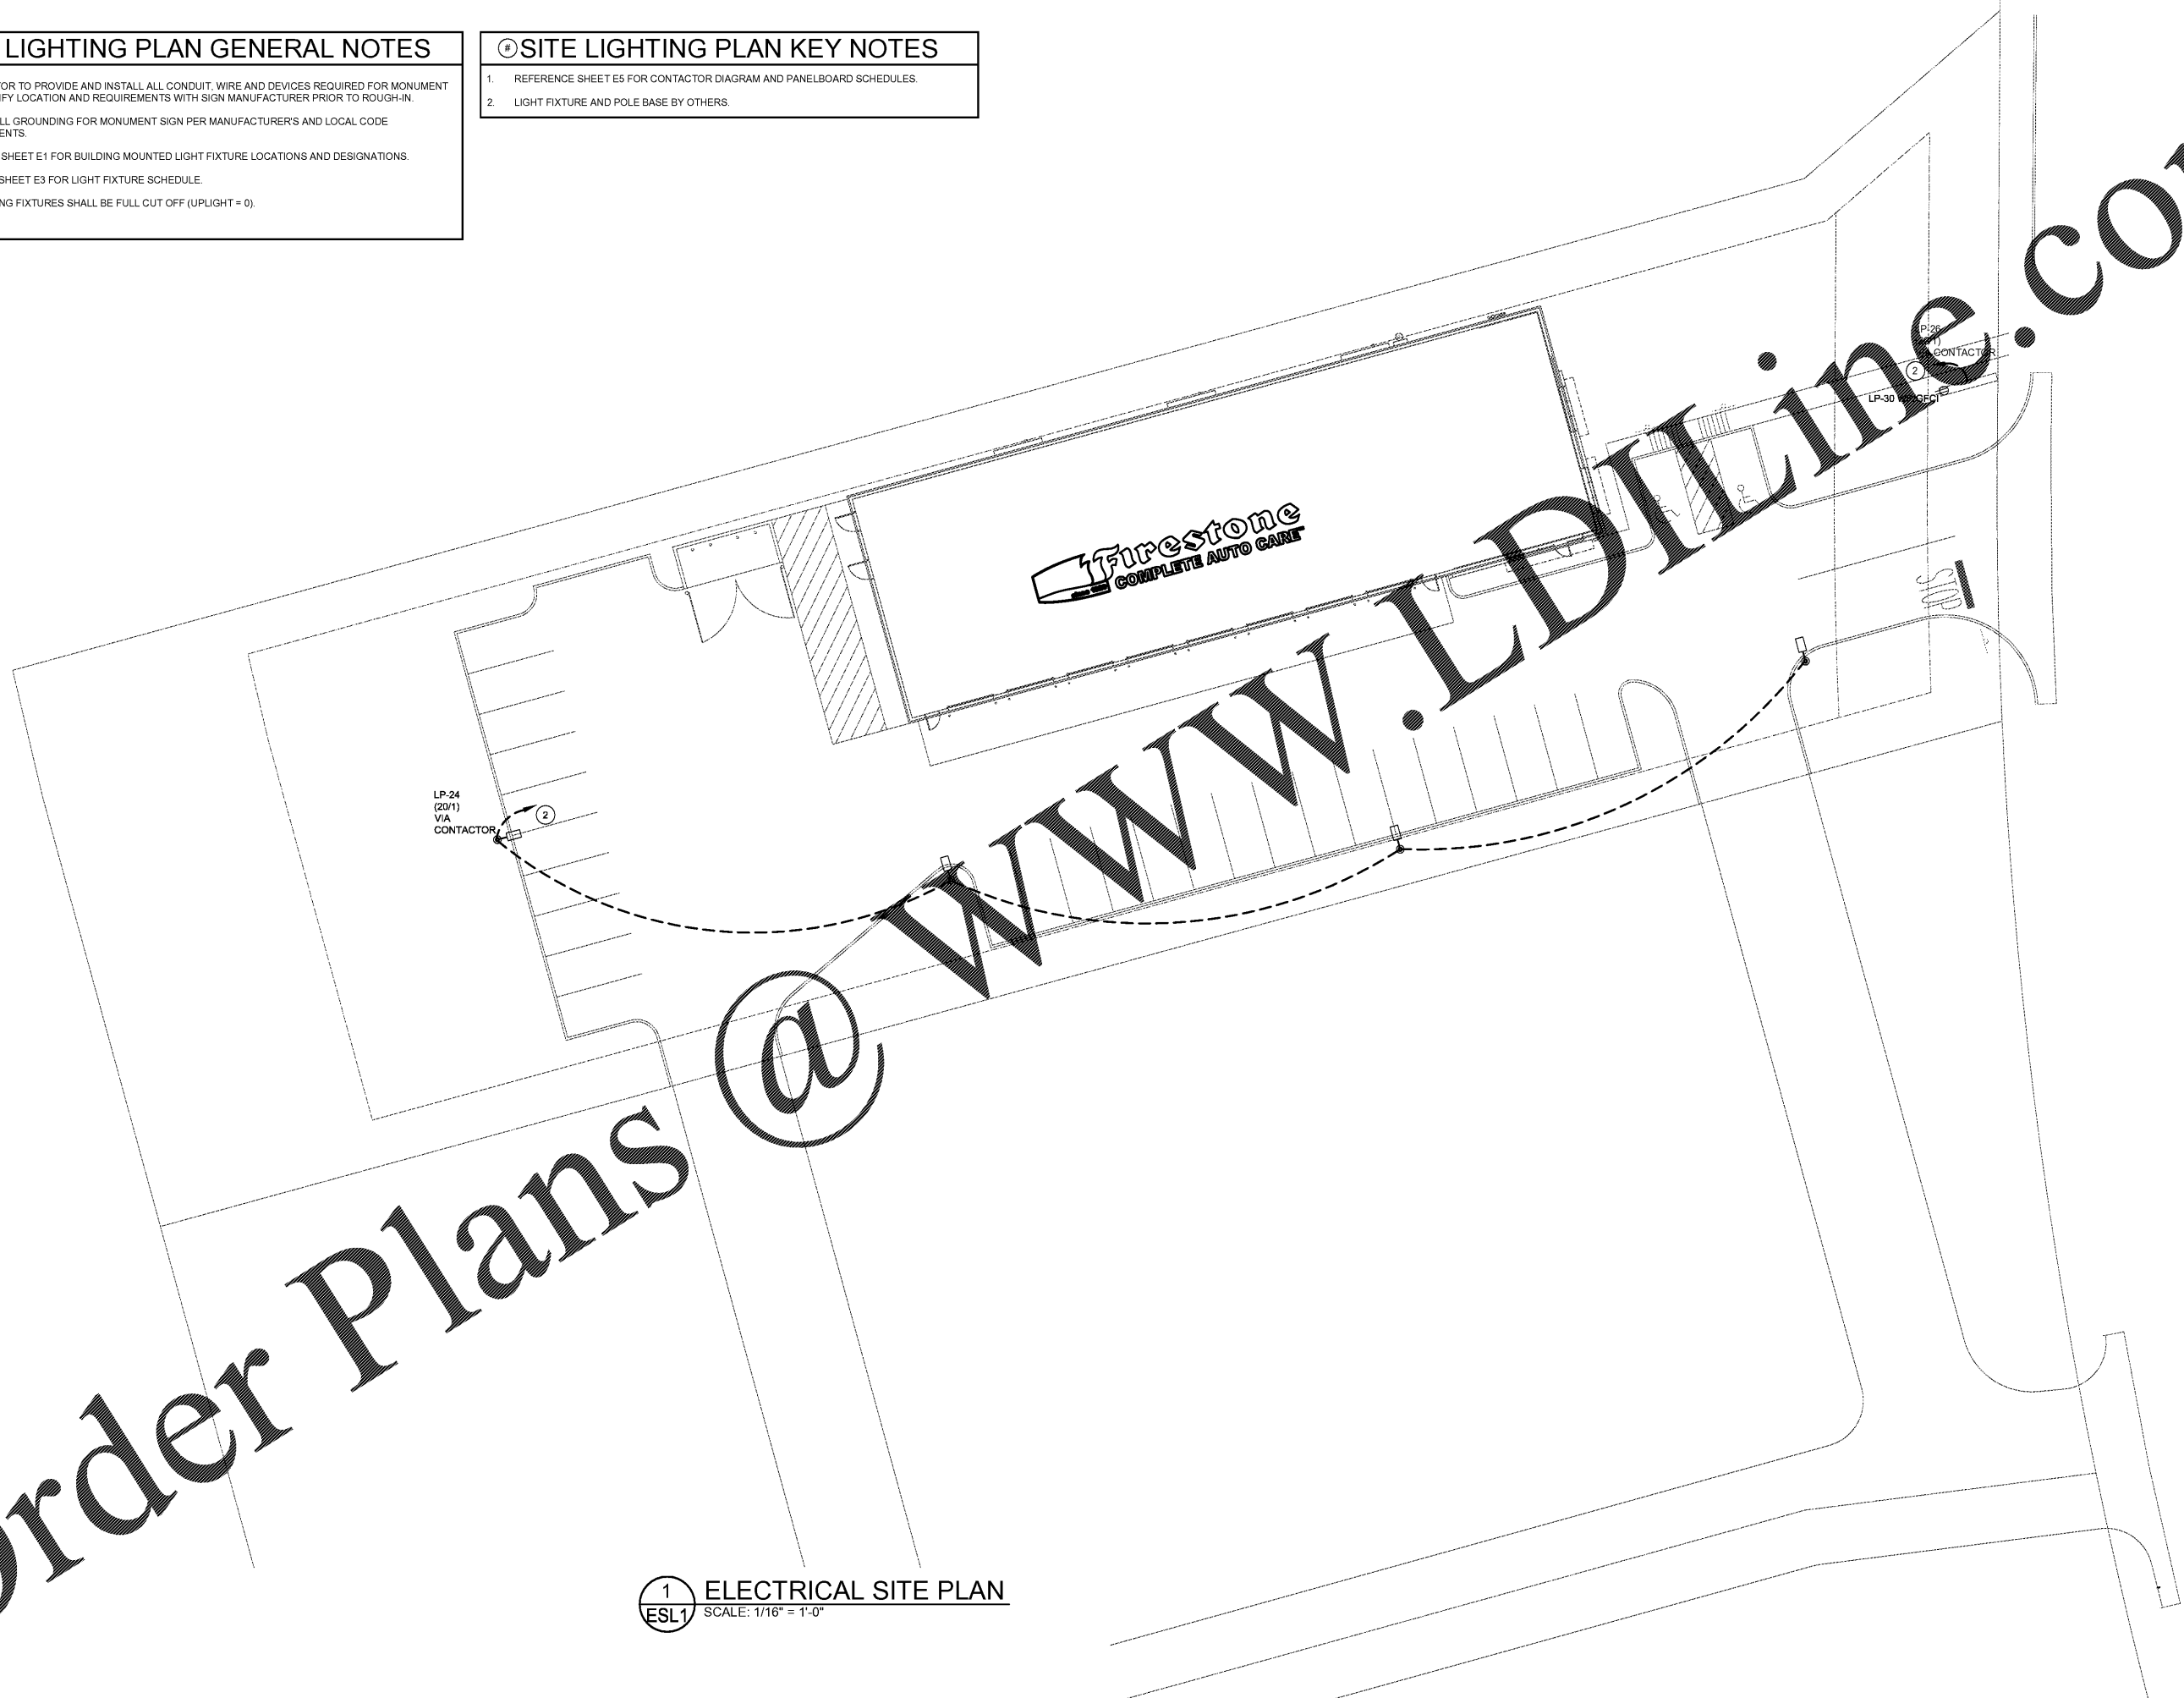 LIGHTING PLAN GENERAL NOTES
OR TO PROVIDE AND INSTALL ALL CONDUIT, WIRE AND DEVICES REQUIRED FOR MONUMENT
FY LOCATION AND REQUIREMENTS WITH SIGN MANUFACTURER PRIOR TO ROUGH-IN.
LL GROUNDING FOR MONUMENT SIGN PER MANUFACTURER'S AND LOCAL CODE
ENTS.
SHEET E1 FOR BUILDING MOUNTED LIGHT FIXTURE LOCATIONS AND DESIGNATIONS.
SHEET E3 FOR LIGHT FIXTURE SCHEDULE.
NG FIXTURES SHALL BE FULL CUT OFF (UPLIGHT = 0).
# SITE LIGHTING PLAN KEY NOTES
1. REFERENCE SHEET E5 FOR CONTACTOR DIAGRAM AND PANELBOARD SCHEDULES.
2. LIGHT FIXTURE AND POLE BASE BY OTHERS.
P-26
CONTACTOR
2
LP-30
GFCI
Firestone
COMPLETE AUTO CARE
STOP
LP-24
(20/1)
VIA
CONTACTOR
2
Order Plans @ www.LDILine.co
1
ESL1
ELECTRICAL SITE PLAN
SCALE: 1/16" = 1'-0"